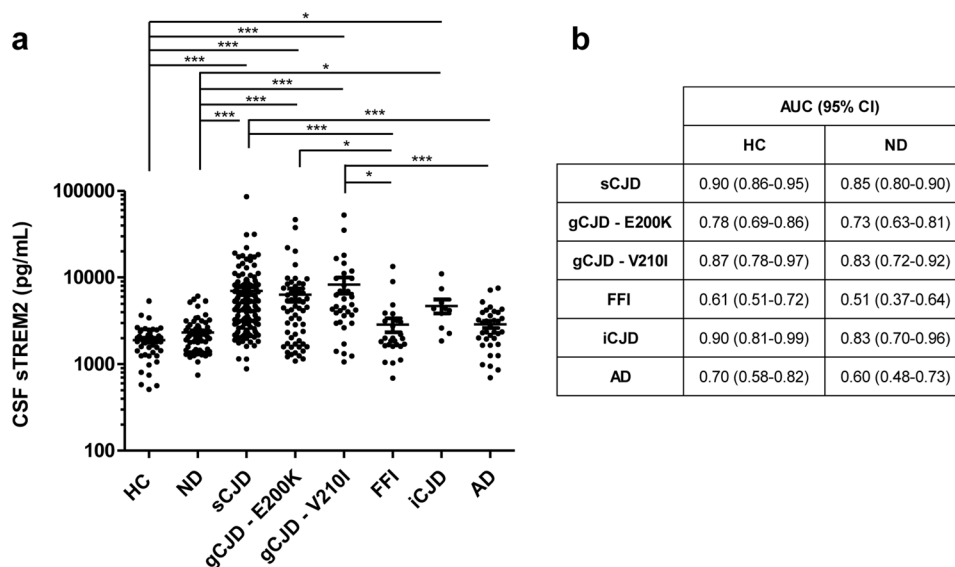 a
*
***
***
***
*
***
***
***
***
***
*
***
*
CSF sTREM2 (pg/mL)
100000
10000
1000
100
HC
ND
sCJD
gCJD - E200K
gCJD - V210I
FFI
iCJD
AD
b
AUC (95% CI)
HC ND
sCJD 0.90 (0.86-0.95) 0.85 (0.80-0.90)
gCJD - E200K 0.78 (0.69-0.86) 0.73 (0.63-0.81)
gCJD - V210I 0.87 (0.78-0.97) 0.83 (0.72-0.92)
FFI 0.61 (0.51-0.72) 0.51 (0.37-0.64)
iCJD 0.90 (0.81-0.99) 0.83 (0.70-0.96)
AD 0.70 (0.58-0.82) 0.60 (0.48-0.73)